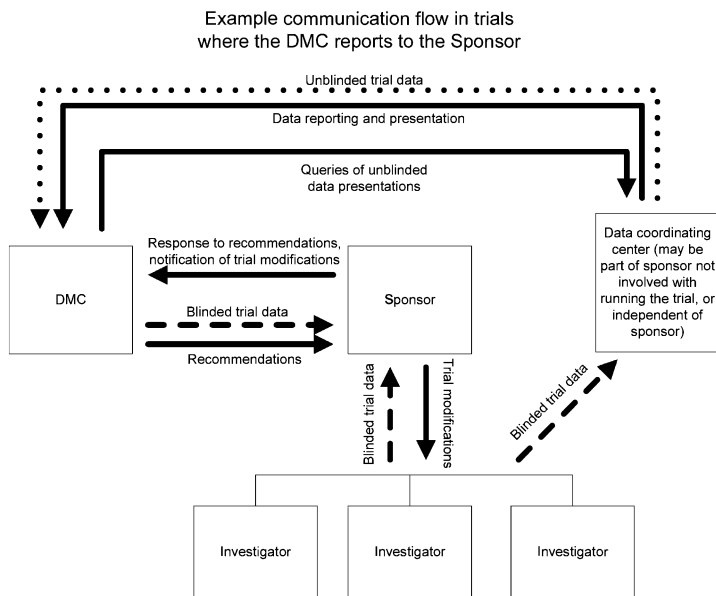 Example communication flow in trials
where the DMC reports to the Sponsor
Unblinded trial data
Data reporting and presentation
Queries of unblinded
data presentations
Response to recommendations,
notification of trial modifications
DMC
Sponsor
Data coordinating
center (may be
part of sponsor not
involved with
running the trial, or
independent of
sponsor)
Blinded trial data
Recommendations
Blinded trial data
Trial modifications
Blinded trial data
Investigator
Investigator
Investigator